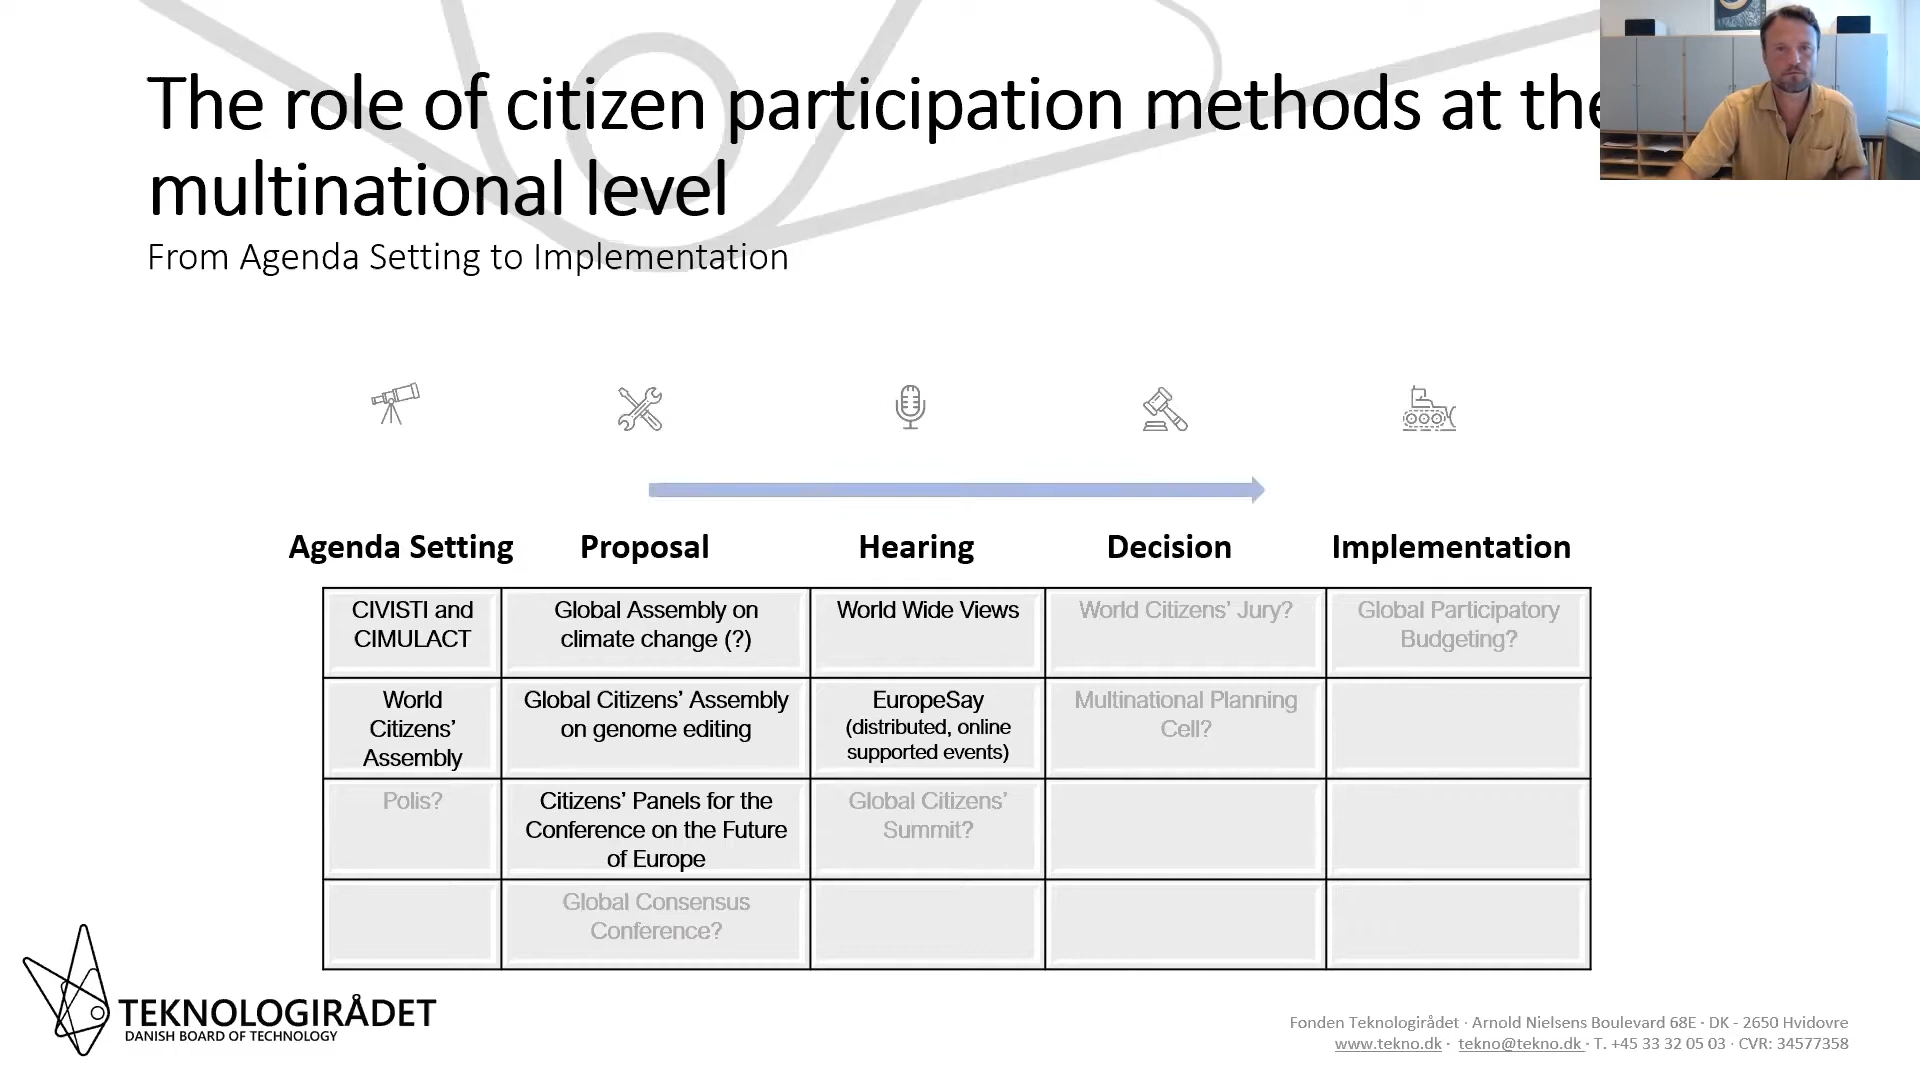 The role of citizen participation methods at the
multinational level
From Agenda Setting to Implementation
Agenda Setting
Proposal
Hearing
Decision
Implementation
CIVISTI and
CIMULACT
Global Assembly on
climate change (?)
World Wide Views
World Citizens’ Jury?
Global Participatory
Budgeting?
World
Citizens’
Assembly
Global Citizens’ Assembly
on genome editing
EuropeSay
(distributed, online
supported events)
Multinational Planning
Cell?
Polis?
Citizens’ Panels for the
Conference on the Future
of Europe
Global Citizens’
Summit?
Global Consensus
Conference?
TEKNOLOGIRÅDET
DANISH BOARD OF TECHNOLOGY
Fonden Teknologirådet · Arnold Nielsens Boulevard 68E · DK - 2650 Hvidovre
www.tekno.dk · tekno@tekno.dk · T. +45 33 32 05 03 · CVR: 34577358